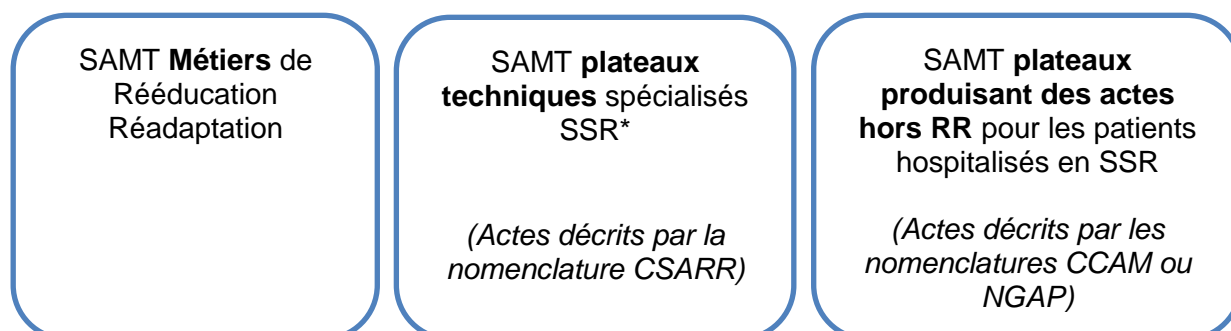 SAMT Métiers de
Rééducation
Réadaptation
SAMT plateaux
techniques spécialisés
SSR*
(Actes décrits par la
nomenclature CSARR)
SAMT plateaux
produisant des actes
hors RR pour les patients
hospitalisés en SSR
(Actes décrits par les
nomenclatures CCAM ou
NGAP)